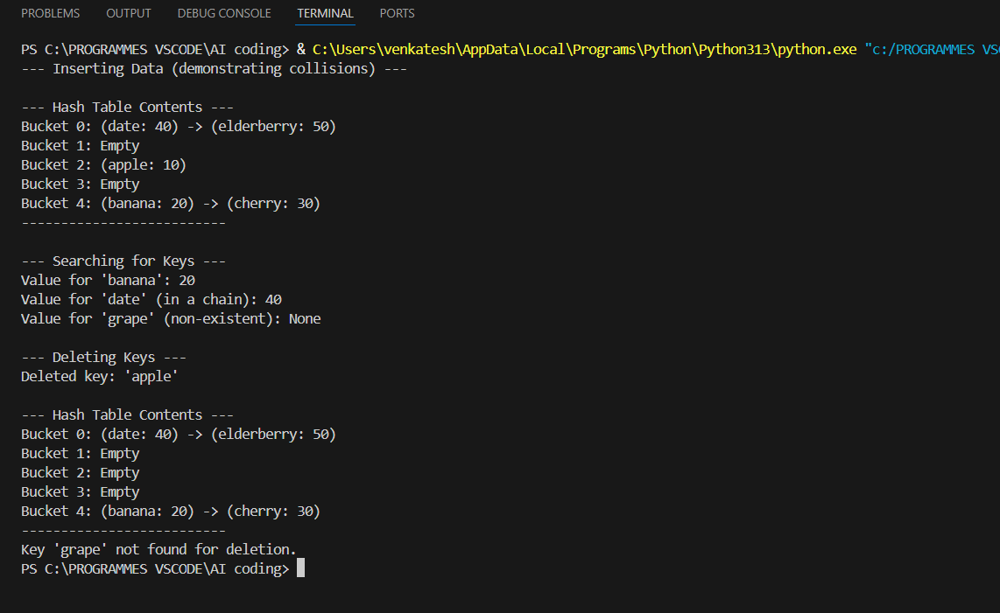 PROBLEMS OUTPUT DEBUG CONSOLE TERMINAL PORTS
PS C:\PROGRAMMES VSCODE\AI coding> & C:\Users\venkatesh\AppData\Local\Programs\Python\Python313\python.exe "c:/PROGRAMMES VSC
--- Inserting Data (demonstrating collisions) ---
--- Hash Table Contents ---
Bucket 0: (date: 40) -> (elderberry: 50)
Bucket 1: Empty
Bucket 2: (apple: 10)
Bucket 3: Empty
Bucket 4: (banana: 20) -> (cherry: 30)
--------------------------
--- Searching for Keys ---
Value for 'banana': 20
Value for 'date' (in a chain): 40
Value for 'grape' (non-existent): None
--- Deleting Keys ---
Deleted key: 'apple'
--- Hash Table Contents ---
Bucket 0: (date: 40) -> (elderberry: 50)
Bucket 1: Empty
Bucket 2: Empty
Bucket 3: Empty
Bucket 4: (banana: 20) -> (cherry: 30)
--------------------------
Key 'grape' not found for deletion.
PS C:\PROGRAMMES VSCODE\AI coding>